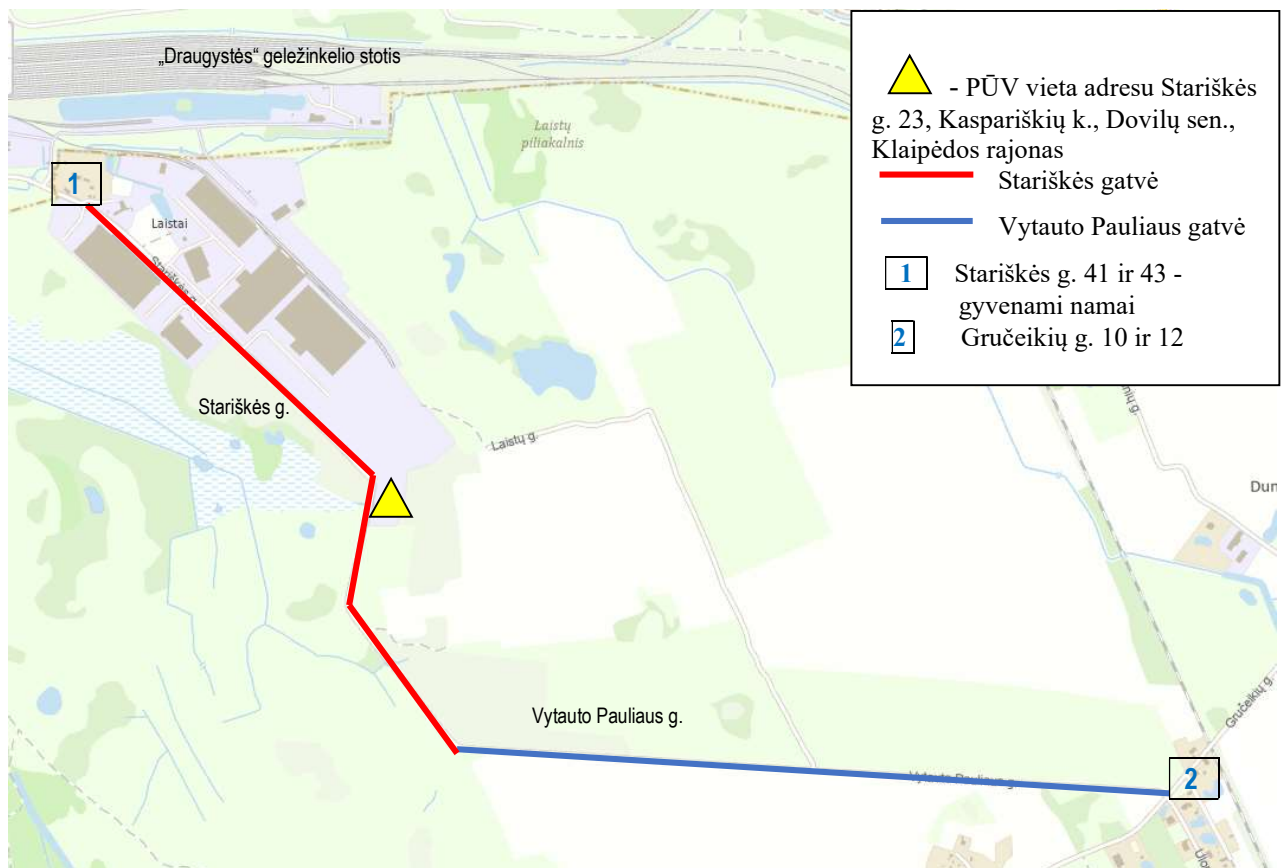 „Draugystės“ geležinkelio stotis
- PŪV vieta adresu Stariškės
g. 23, Kaspariškių k., Dovilų sen.,
Klaipėdos rajonas
Stariškės gatvė
Vytauto Pauliaus gatvė
1 Stariškės g. 41 ir 43 -
gyvenami namai
2 Gručeikių g. 10 ir 12
Laistų
piliakalnis
1
Laistai
Stariškės g.
Stariškės g.
Laistų g.
Dum
Gručeikių g.
Vytauto Pauliaus g.
Vytauto Pauliaus g.
2